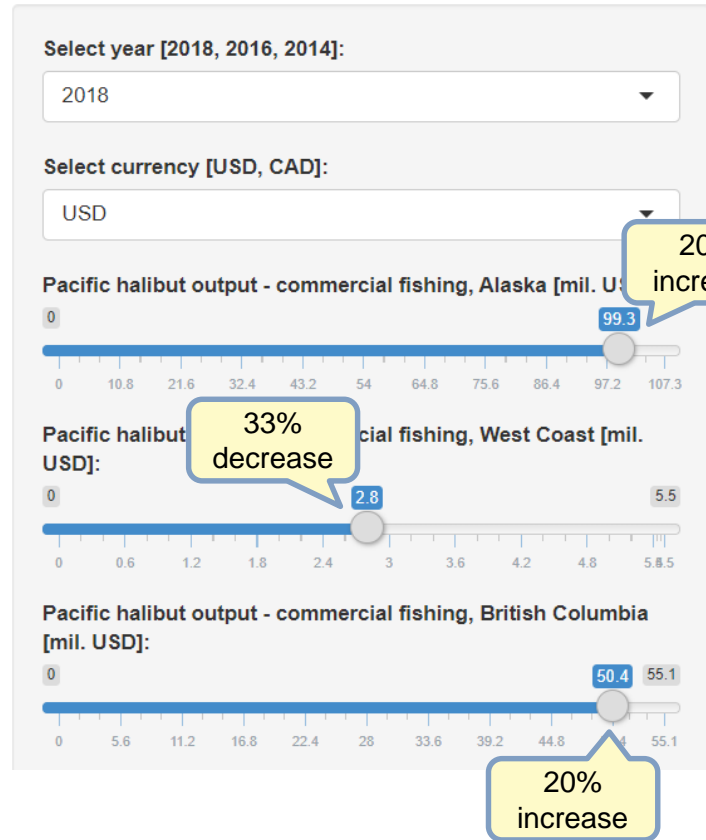 Select year [2018, 2016, 2014]:
2018
Select currency [USD, CAD]:
USD
Pacific halibut output - commercial fishing, Alaska [mil.
0
99.3
0 10.8 21.6 32.4 43.2 54 64.8 75.6 86.4 97.2 107.3
33%
decrease
Pacific halibut fishing, West Coast [mil.
USD]:
0 2.8 5.5
0 0.6 1.2 1.8 2.4 3 3.6 4.2 4.8 5.5
Pacific halibut output - commercial fishing, British Columbia
[mil. USD]:
0 50.4 55.1
0 5.6 11.2 16.8 22.4 28 33.6 39.2 44.8 55.1
20%
increase